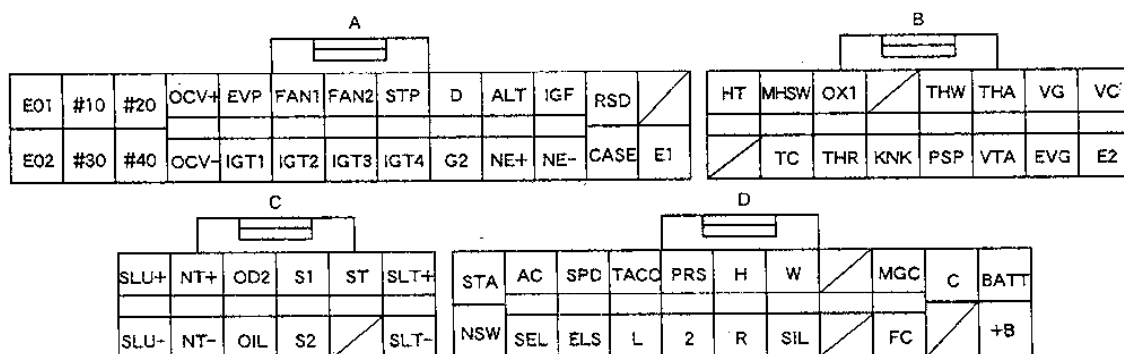 A
E01 #10 #20 OCV+ EVP FAN1 FAN2 STP D ALT IGF RSD
E02 #30 #40 OCV- IGT1 IGT2 IGT3 IGT4 G2 NE+ NE- CASE E1
B
HT MHSW OX1 THW THA VG VC
TC THR KNK PSP VTA EVG E2
C
SLU+ NT+ OD2 S1 ST SLT+
SLU- NT- OIL S2 SLT-
D
STA AC SPD TACO PRS H W MGC C BATT
NSW SEL ELS L 2 R SIL FC +B